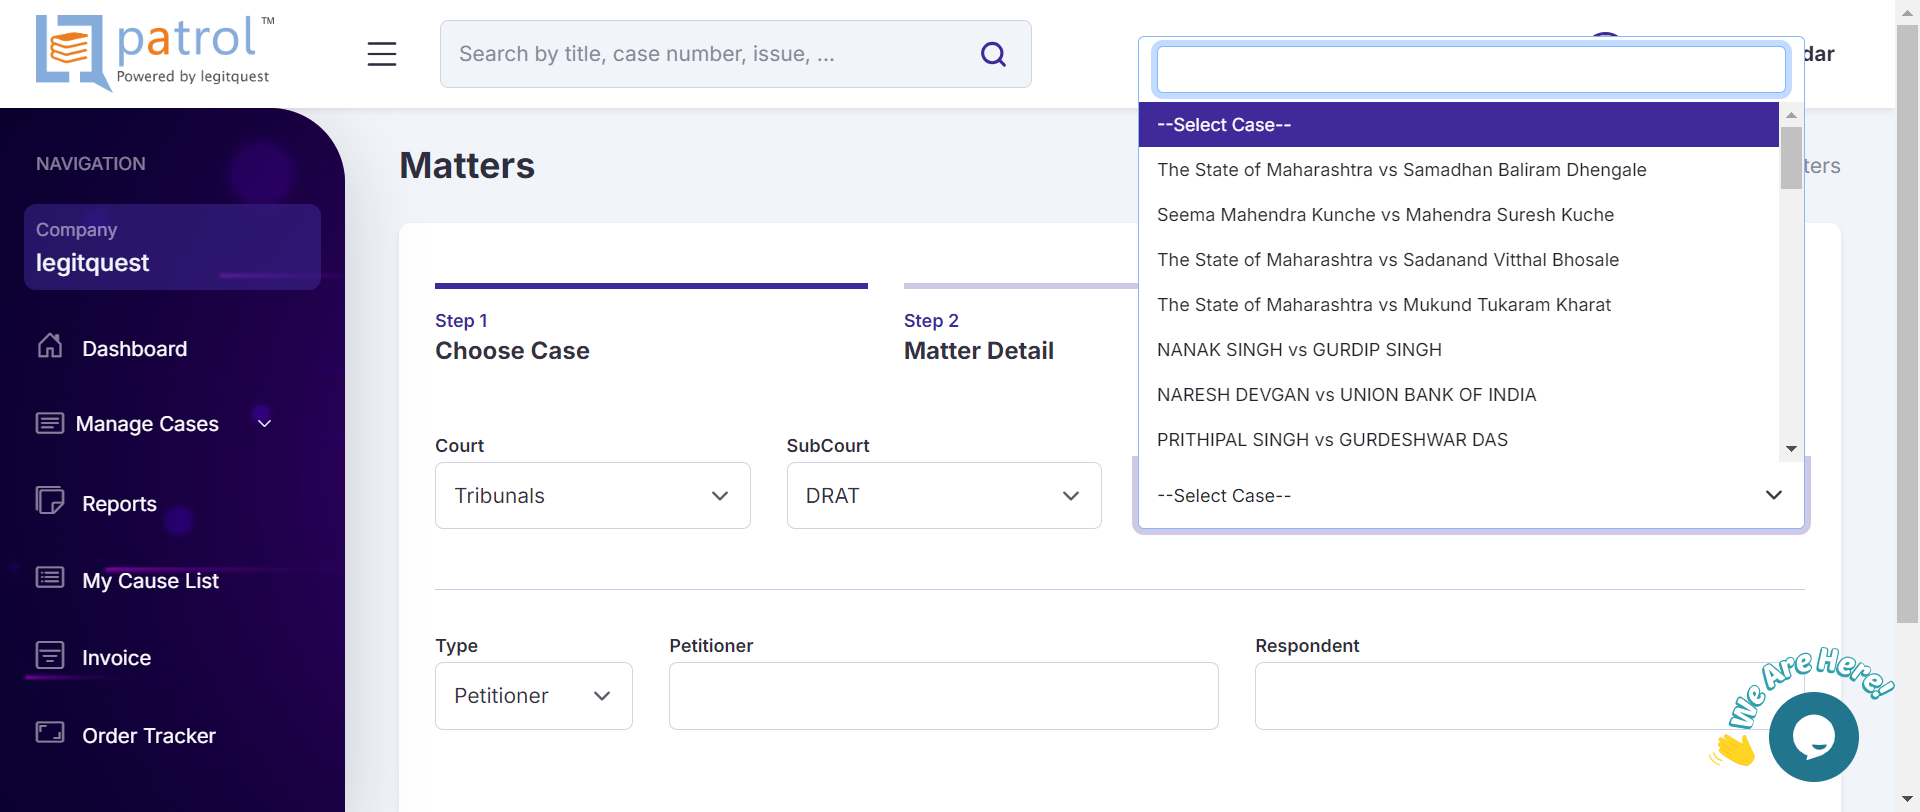 patrol TM
Powered by legitquest
Search by title, case number, issue, ...
dar
NAVIGATION
Company
legitquest
Dashboard
Manage Cases
Reports
My Cause List
Invoice
Order Tracker
Matters
ters
Step 1
Choose Case
Step 2
Matter Detail
--Select Case--
The State of Maharashtra vs Samadhan Baliram Dhengale
Seema Mahendra Kunche vs Mahendra Suresh Kuche
The State of Maharashtra vs Sadanand Vitthal Bhosale
The State of Maharashtra vs Mukund Tukaram Kharat
NANAK SINGH vs GURDIP SINGH
NARESH DEVGAN vs UNION BANK OF INDIA
PRITHIPAL SINGH vs GURDESHWAR DAS
Court
Tribunals
SubCourt
DRAT
--Select Case--
Type
Petitioner
Petitioner
Respondent
We Are Here!